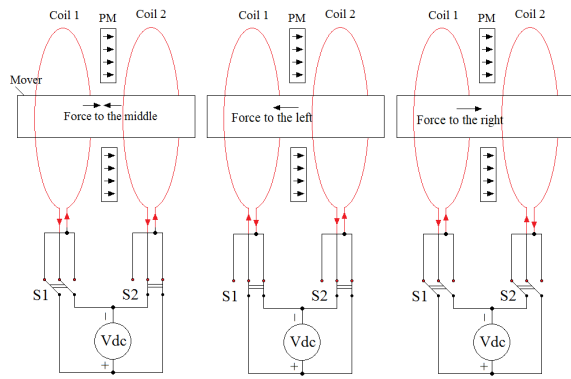 Coil 1 PM Coil 2
Mover
Force to the middle
S1 S2
−
Vdc
+
Coil 1 PM Coil 2
Force to the left
S1 S2
−
Vdc
+
Coil 1 PM Coil 2
Force to the right
S1 S2
−
Vdc
+